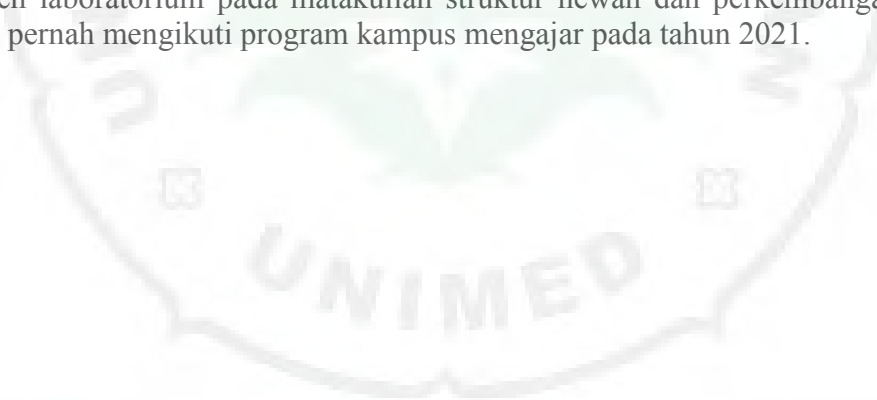 laboratorium pada matakuliah struktur hewan dan
pernah mengikuti program kampus mengajar pada tahun 2021.
UNIMED